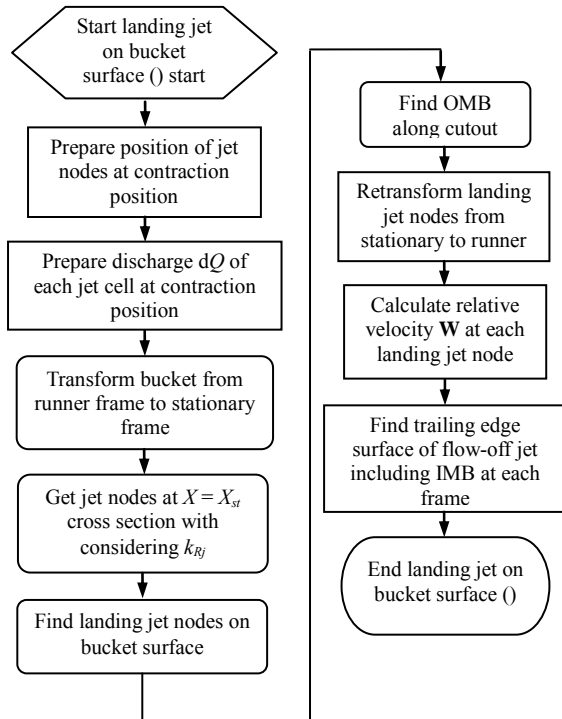 Start landing jet
on bucket
surface () start
Prepare position of jet
nodes at contraction
position
Prepare discharge dQ of
each jet cell at contraction
position
Transform bucket from
runner frame to stationary
frame
Get jet nodes at X = Xst
cross section with
considering kRj
Find landing jet nodes on
bucket surface
Find OMB
along cutout
Retransform landing
jet nodes from
stationary to runner
Calculate relative
velocity W at each
landing jet node
Find trailing edge
surface of flow-off jet
including IMB at each
frame
End landing jet on
bucket surface ()